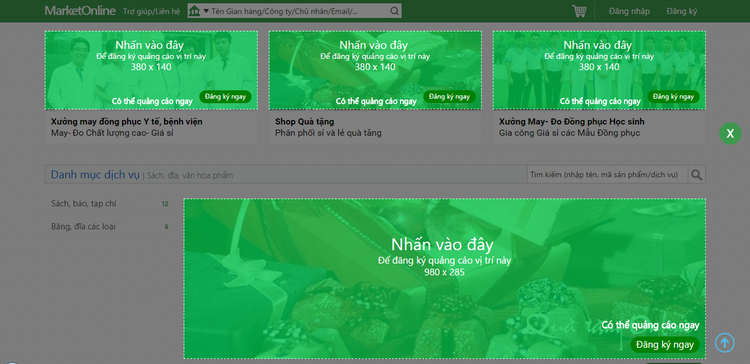 MarketOnline Trợ giúp/Liên hệ Tên Gian hàng/Công ty/Chủ nhân/Email/... Đăng nhập Đăng ký
Nhấn vào đây
Để đăng ký quảng cáo vị trí này
380 x 140
Có thể quảng cáo ngay Đăng ký ngay
Nhấn vào đây
Để đăng ký quảng cáo vị trí này
380 x 140
Có thể quảng cáo ngay Đăng ký ngay
Nhấn vào đây
Để đăng ký quảng cáo vị trí này
380 x 140
Có thể quảng cáo ngay Đăng ký ngay
Xưởng may đồng phục Y tế, bệnh viện
May- Đo Chất lượng cao- Giá sỉ
Shop Quà tặng
Phân phối sỉ và lẻ quà tặng
Xưởng May- Đo Đồng phục Học sinh
Gia công Giá sỉ các Mẫu Đồng phục
X
Danh mục dịch vụ | Sách, đĩa, văn hóa phẩm Tìm kiếm (nhập tên, mã sản phẩm/dịch vụ)
Sách, báo, tạp chí 12
Băng, đĩa các loại 6
Nhấn vào đây
Để đăng ký quảng cáo vị trí này
980 x 285
Có thể quảng cáo ngay
Đăng ký ngay